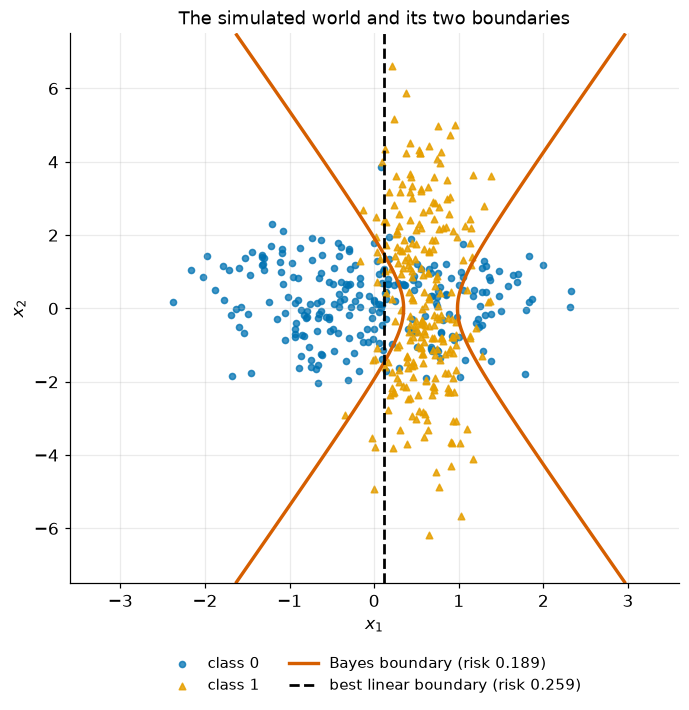 The simulated world and its two boundaries
x₂
6
4
2
0
−2
−4
−6
−3
−2
−1
0
1
2
3
x₁
class 0
class 1
Bayes boundary (risk 0.189)
best linear boundary (risk 0.259)